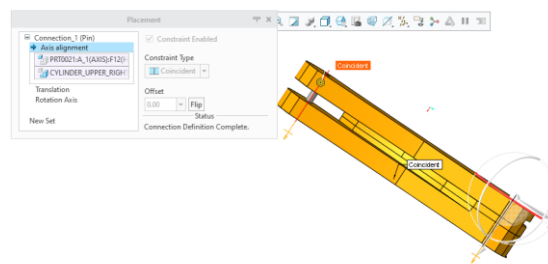 Placement
Connection_1 (Pin)
Axis alignment
PRT0021:A_1(AXIS):F12(
CYLINDER_UPPER_RIGH
Translation
Rotation Axis
New Set
Constraint Enabled
Constraint Type
Coincident
Offset
0.00
Flip
Status
Connection Definition Complete.
Coincident
Coincident